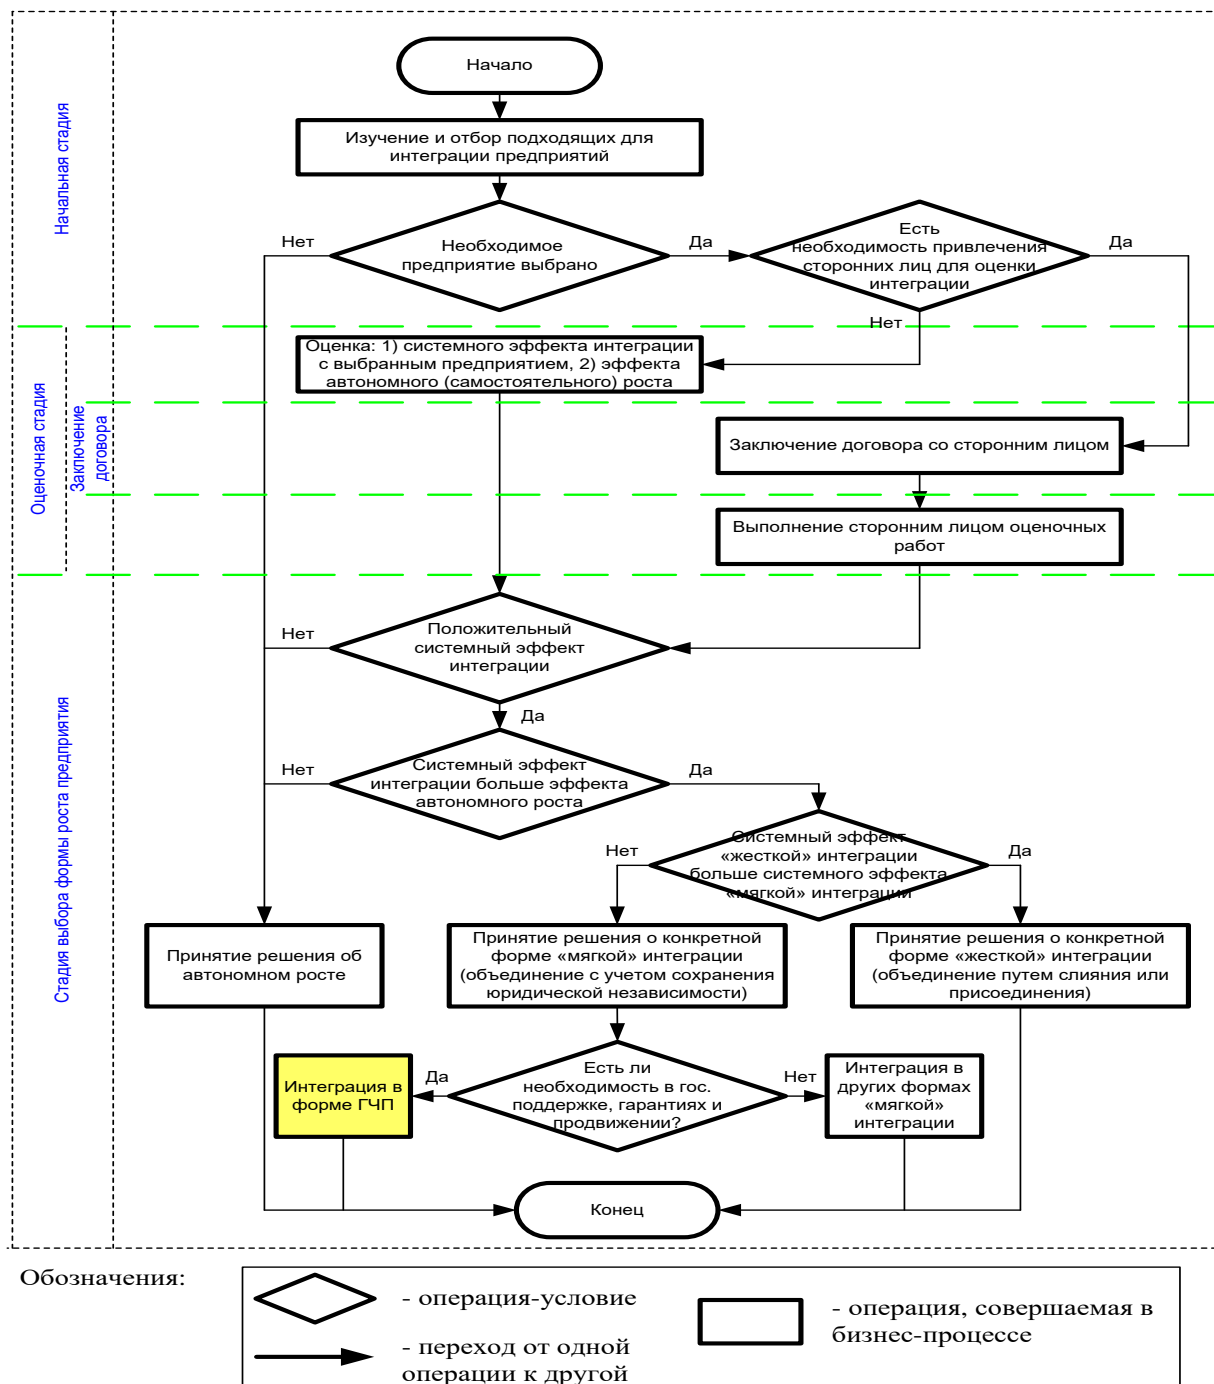 Начало
Начальная стадия
Изучение и отбор подходящих для
интеграции предприятий
Нет
Необходимое
предприятие выбрано
Да
Есть
необходимость привлечения
сторонних лиц для оценки
интеграции
Да
Нет
Оценочная стадия
Оценка: 1) системного эффекта интеграции
с выбранным предприятием, 2) эффекта
автономного (самостоятельного) роста
Заключение
договора
Заключение договора со сторонним лицом
Выполнение сторонним лицом оценочных
работ
Стадия выбора формы роста предприятия
Нет
Положительный
системный эффект
интеграции
Да
Нет
Системный эффект
интеграции больше эффекта
автономного роста
Да
Нет
Системный эффект
«жесткой» интеграции
больше системного эффекта
«мягкой» интеграции
Да
Принятие решения об
автономном росте
Принятие решения о конкретной
форме «мягкой» интеграции
(объединение с учетом сохранения
юридической независимости)
Принятие решения о конкретной
форме «жесткой» интеграции
(объединение путем слияния или
присоединения)
Интеграция в
форме ГЧП
Да
Есть ли
необходимость в гос.
поддержке, гарантиях и
продвижении?
Нет
Интеграция в
других формах
«мягкой»
интеграции
Конец
Обозначения:
- операция-условие
- операция, совершаемая в
бизнес-процессе
- переход от одной
операции к другой